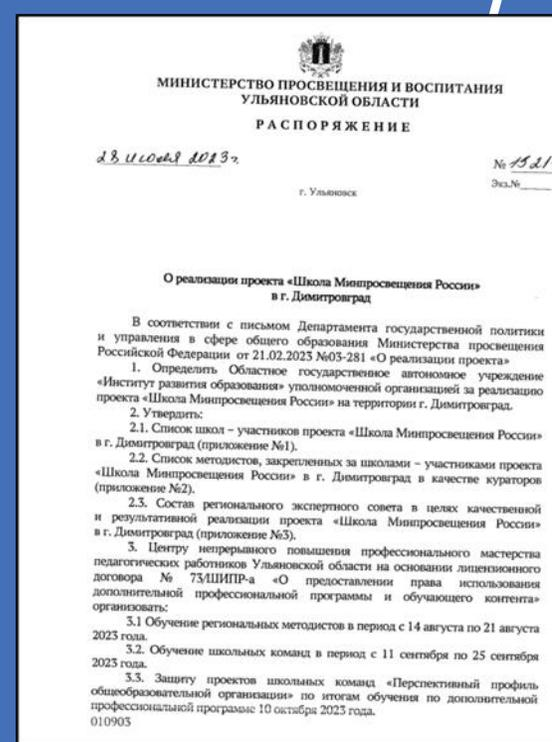 МИНИСТЕРСТВО ПРОСВЕЩЕНИЯ И ВОСПИТАНИЯ
УЛЬЯНОВСКОЙ ОБЛАСТИ
РАСПОРЯЖЕНИЕ
28 июля 2023г.
№ 1521-
Экз.№
г. Ульяновск
О реализации проекта «Школа Минпросвещения России»
в г. Димитровград
В соответствии с письмом Департамента государственной политики
и управления в сфере общего образования Министерства просвещения
Российской Федерации от 21.02.2023 №03-281 «О реализации проекта»
1. Определить Областное государственное автономное учреждение
«Институт развития образования» уполномоченной организацией за реализацию
проекта «Школа Минпросвещения России» на территории г. Димитровград.
2. Утвердить:
2.1. Список школ – участников проекта «Школа Минпросвещения России»
в г. Димитровград (приложение №1).
2.2. Список методистов, закрепленных за школами – участниками проекта
«Школа Минпросвещения России» в г. Димитровград в качестве кураторов
(приложение №2).
2.3. Состав регионального экспертного совета в целях качественной
и результативной реализации проекта «Школа Минпросвещения России»
в г. Димитровград (приложение №3).
3. Центру непрерывного повышения профессионального мастерства
педагогических работников Ульяновской области на основании лицензионного
договора № 73/ШИПР-а «О предоставлении права использования
дополнительной профессиональной программы и обучающего контента»
организовать:
3.1 Обучение региональных методистов в период с 14 августа по 21 августа
2023 года.
3.2. Обучение школьных команд в период с 11 сентября по 25 сентября
2023 года.
3.3. Защиту проектов школьных команд «Перспективный профиль
общеобразовательной организации» по итогам обучения по дополнительной
профессиональной программе 10 октября 2023 года.
010903